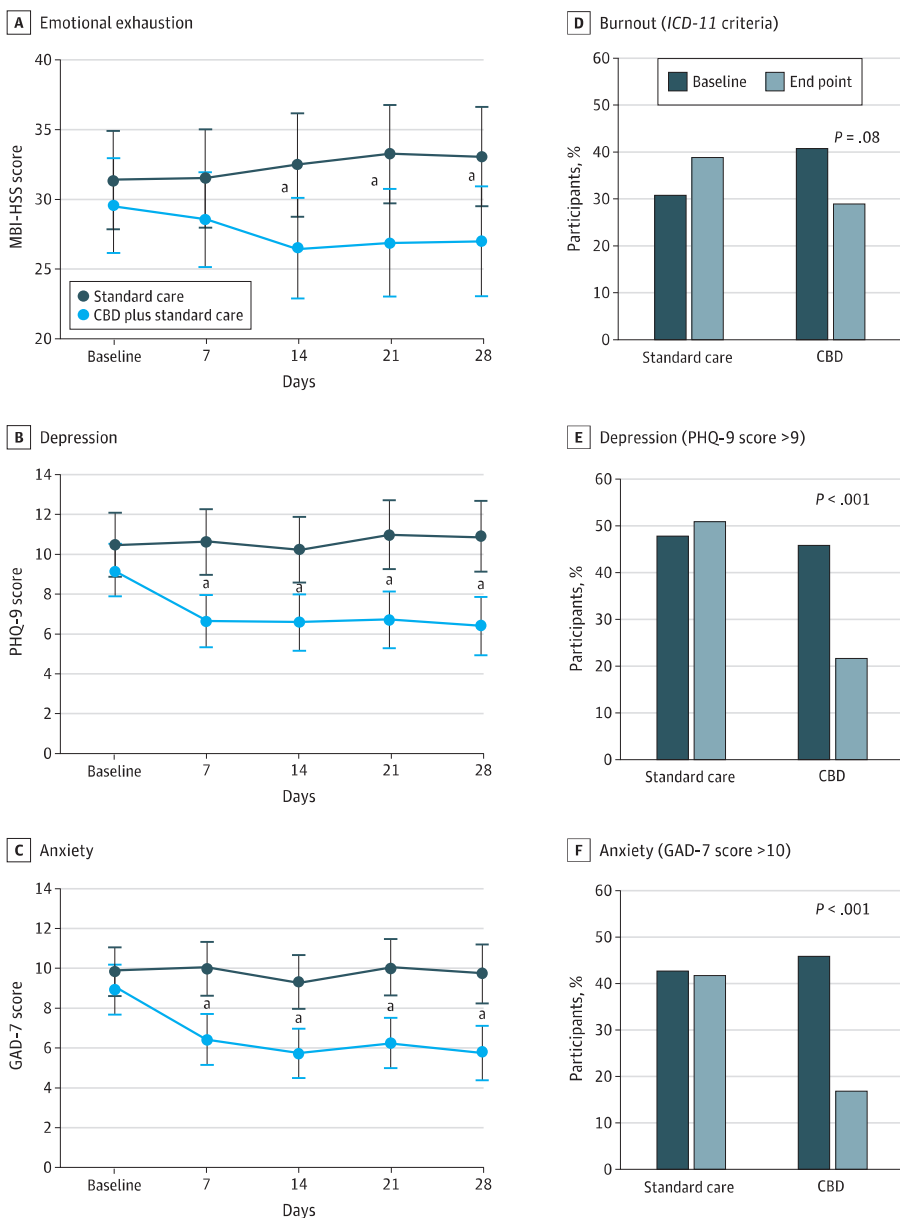 A Emotional exhaustion
40
35
30
25
20
MBI-HSS score
a
a
a
Standard care
CBD plus standard care
Baseline
7
14
21
28
Days
B Depression
14
12
10
8
6
4
2
0
PHQ-9 score
a
a
a
a
Baseline
7
14
21
28
Days
C Anxiety
14
12
10
8
6
4
2
0
GAD-7 score
a
a
a
a
Baseline
7
14
21
28
Days
D Burnout (ICD-11 criteria)
60
50
40
30
20
10
0
Participants, %
Baseline
End point
P = .08
Standard care
CBD
E Depression (PHQ-9 score >9)
60
50
40
30
20
10
0
Participants, %
P < .001
Standard care
CBD
F Anxiety (GAD-7 score >10)
60
50
40
30
20
10
0
Participants, %
P < .001
Standard care
CBD